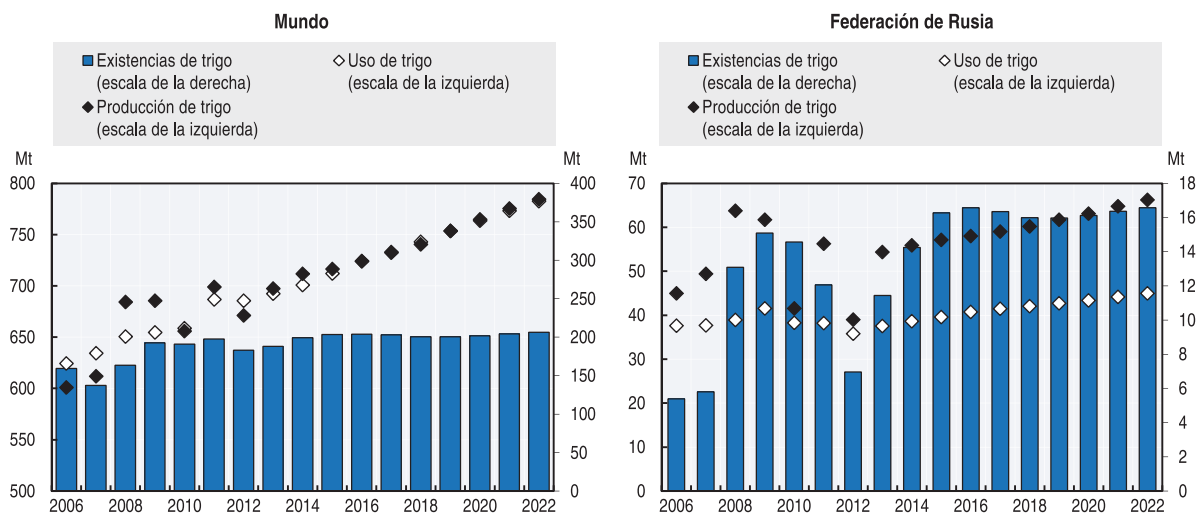 Mundo
Existencias de trigo
(escala de la derecha)
Uso de trigo
(escala de la izquierda)
Producción de trigo
(escala de la izquierda)
Mt
Mt
800
750
700
650
600
550
500
400
350
300
250
200
150
100
50
0
2006 2008 2010 2012 2014 2016 2018 2020 2022
Federación de Rusia
Existencias de trigo
(escala de la derecha)
Uso de trigo
(escala de la izquierda)
Producción de trigo
(escala de la izquierda)
Mt
Mt
70
60
50
40
30
20
10
0
18
16
14
12
10
8
6
4
2
0
2006 2008 2010 2012 2014 2016 2018 2020 2022